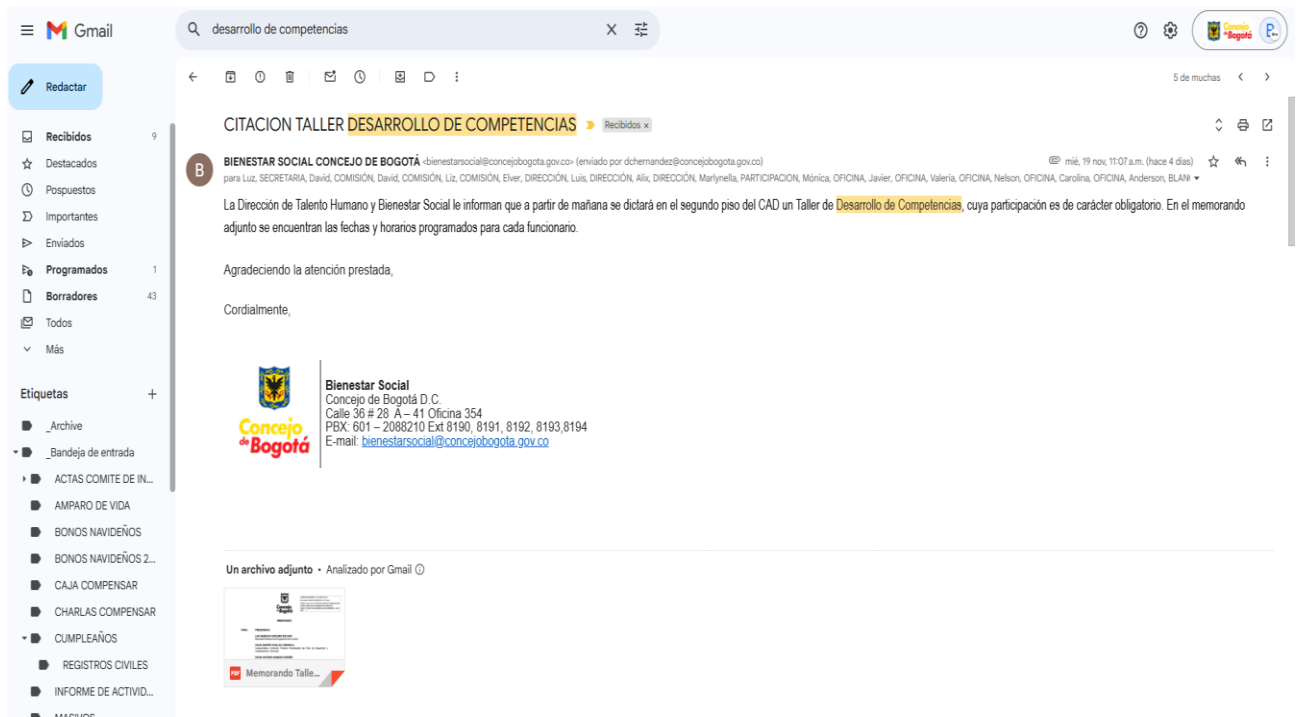 Gmail
desarrollo de competencias
Concejo
de Bogotá
Redactar
5 de muchas
Recibidos 9
Destacados
Pospuestos
Importantes
Enviados
Programados 1
Borradores 43
Todos
Más
Etiquetas
_Archive
_Bandeja de entrada
ACTAS COMITE DE IN...
AMPARO DE VIDA
BONOS NAVIDEÑOS
BONOS NAVIDEÑOS 2...
CAJA COMPENSAR
CHARLAS COMPENSAR
CUMPLEAÑOS
REGISTROS CIVILES
INFORME DE ACTIVID...
MASIVOS
CITACION TALLER DESARROLLO DE COMPETENCIAS Recibidos x
B
BIENESTAR SOCIAL CONCEJO DE BOGOTÁ <bienestarsocial@concejobogota.gov.co> (enviado por dchernandez@concejobogota.gov.co) mié, 19 nov, 11:07 a.m. (hace 4 días)
para Luz, SECRETARIA, David, COMISIÓN, David, COMISIÓN, Liz, COMISIÓN, Elver, DIRECCIÓN, Luis, DIRECCIÓN, Alix, DIRECCIÓN, Marlynella, PARTICIPACION, Mónica, OFICINA, Javier, OFICINA, Valeria, OFICINA, Nelson, OFICINA, Carolina, OFICINA, Anderson, OFICINA,
La Dirección de Talento Humano y Bienestar Social le informan que a partir de mañana se dictará en el segundo piso del CAD un Taller de Desarrollo de Competencias, cuya participación es de carácter obligatorio. En el memorando
adjunto se encuentran las fechas y horarios programados para cada funcionario.
Agradeciendo la atención prestada,
Cordialmente,
Concejo
de Bogotá
Bienestar Social
Concejo de Bogotá D.C.
Calle 36 # 28 A – 41 Oficina 354
PBX: 601 – 2088210 Ext 8190, 8191, 8192, 8193,8194
E-mail: bienestarsocial@concejobogota.gov.co
Un archivo adjunto • Analizado por Gmail
Concejo
de Bogotá
PDF Memorando Talle...